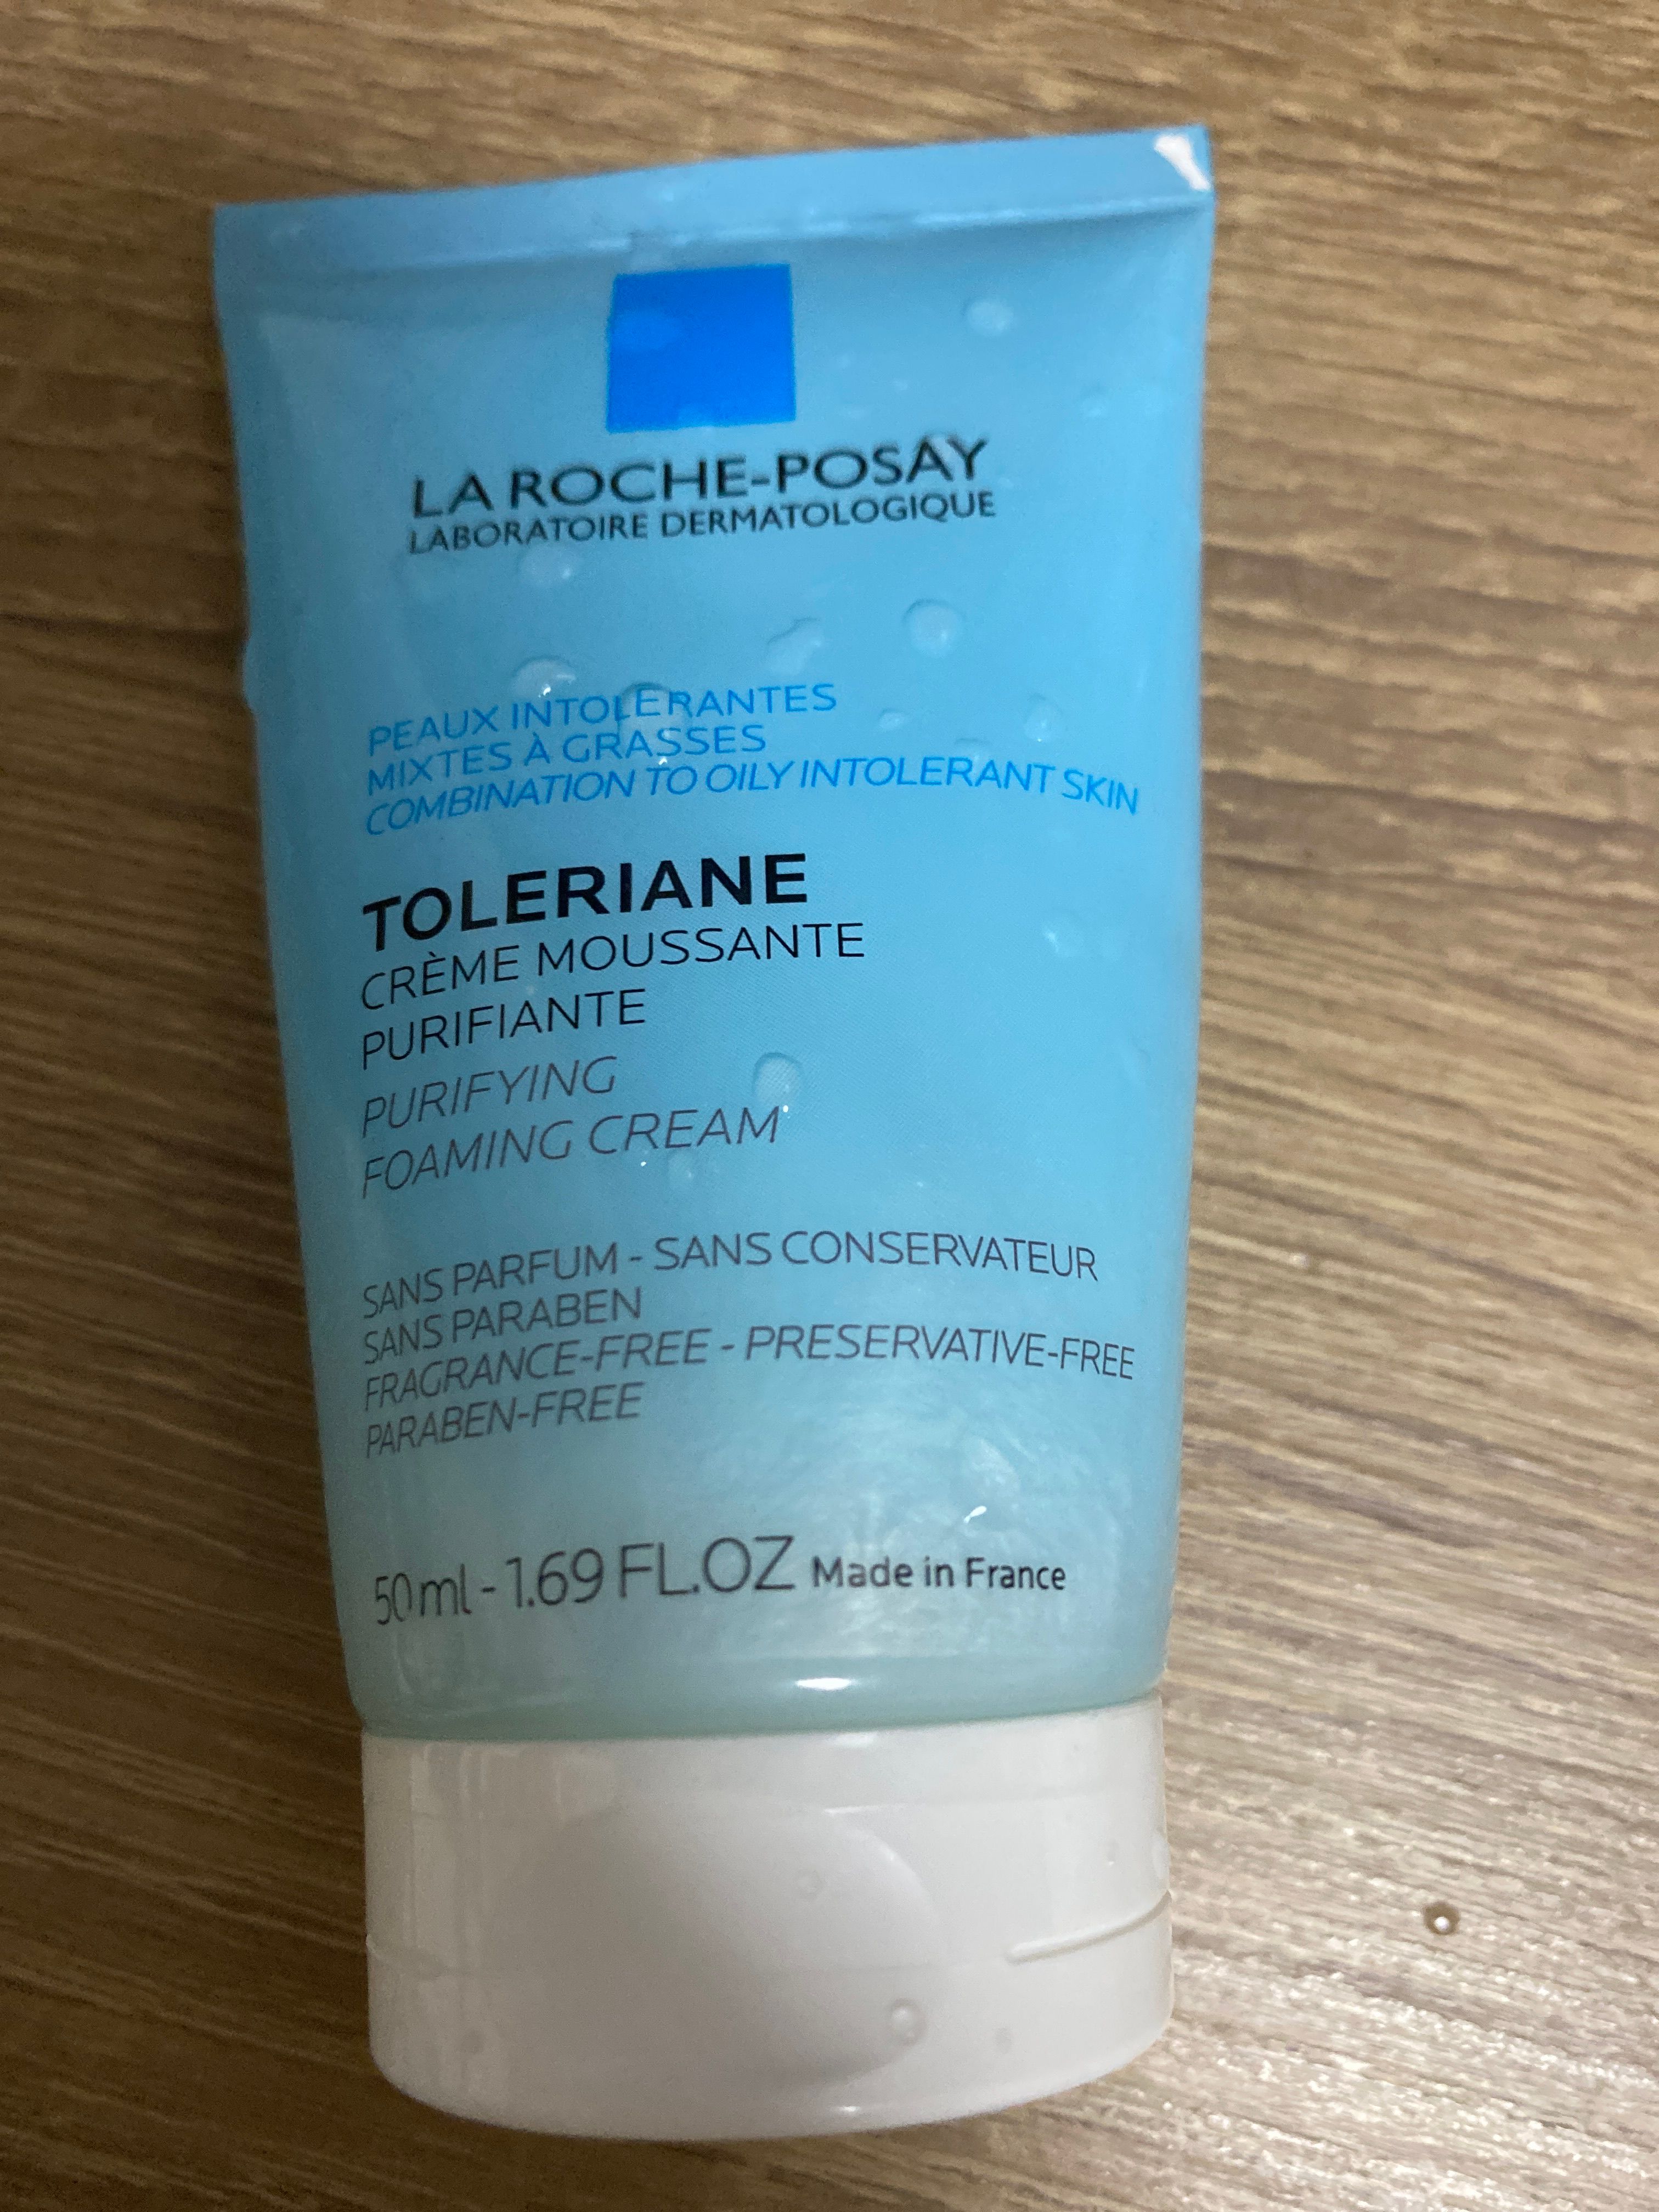 LA ROCHE-POSAY
LABORATOIRE DERMATOLOGIQUE
PEAUX INTOLERANTES
MIXTES À GRASSES
COMBINATION TO OILY INTOLERANT SKIN
TOLERIANE
CRÈME MOUSSANTE
PURIFIANTE
PURIFYING
FOAMING CREAM
SANS PARFUM - SANS CONSERVATEUR
SANS PARABEN
FRAGRANCE-FREE - PRESERVATIVE-FREE
PARABEN-FREE
50 ml - 1.69 FL.OZ Made in France